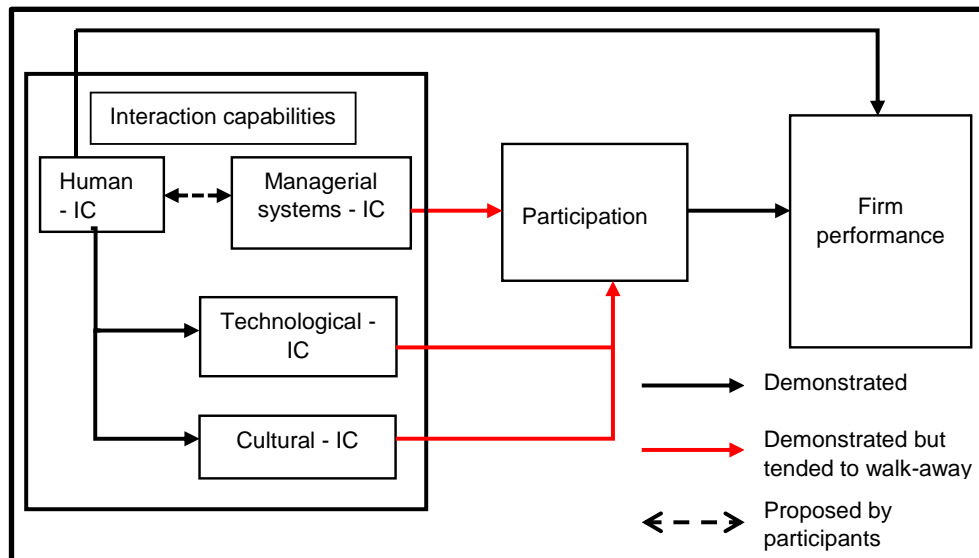 Interaction capabilities
Human
- IC
Managerial
systems - IC
Participation
Firm
performance
Technological -
IC
Cultural - IC
Demonstrated
Demonstrated but
tended to walk-away
Proposed by
participants